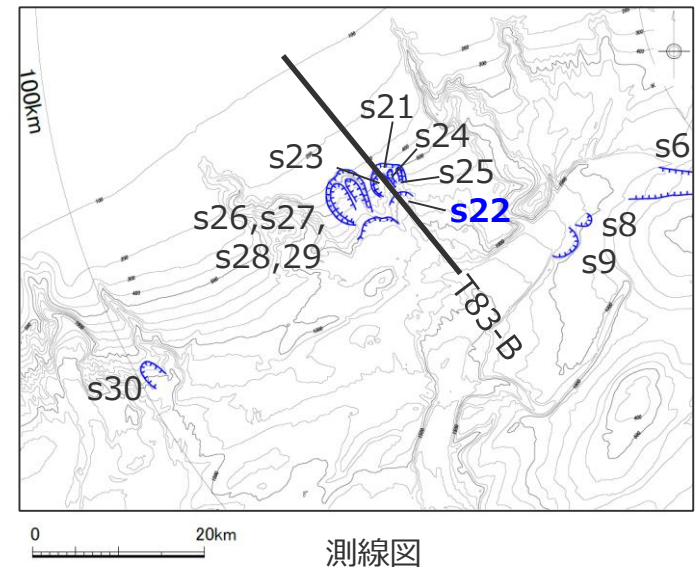 100km
s21
s24
s23
s25
s6
s22
s26,s27,
s28,29
s8
s9
T83-B
s30
0
20km
測線図